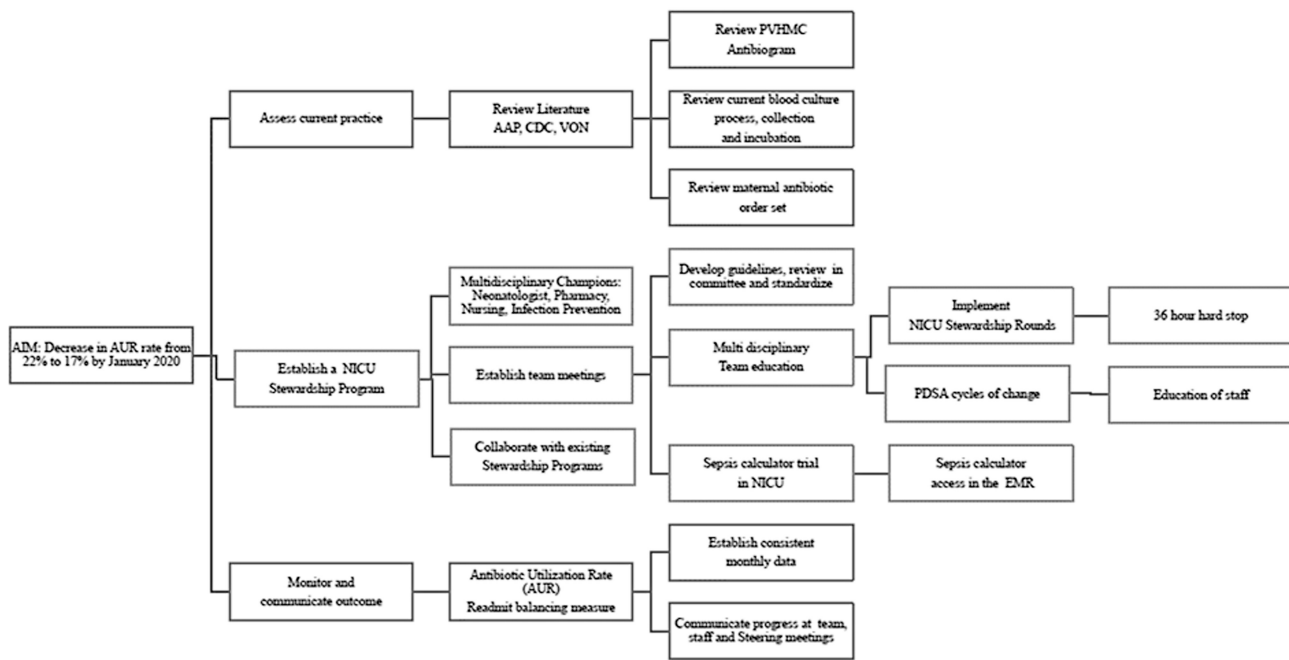 AIM: Decrease in AUR rate from
22% to 17% by January 2020
Assess current practice
Review Literature
AAP, CDC, VON
Review PVHMC
Antibiogram
Review current blood culture
process, collection
and incubation
Review maternal antibiotic
order set
Establish a NICU
Stewardship Program
Multidisciplinary Champions:
Neonatologist, Pharmacy,
Nursing, Infection Prevention
Establish team meetings
Collaborate with existing
Stewardship Programs
Develop guidelines, review in
committee and standardize
Multi disciplinary
Team education
Implement
NICU Stewardship Rounds
36 hour hard stop
PDSA cycles of change
Education of staff
Sepsis calculator trial
in NICU
Sepsis calculator
access in the EMR
Monitor and
communicate outcome
Antibiotic Utilization Rate
(AUR)
Readmit balancing measure
Establish consistent
monthly data
Communicate progress at team,
staff and Steering meetings